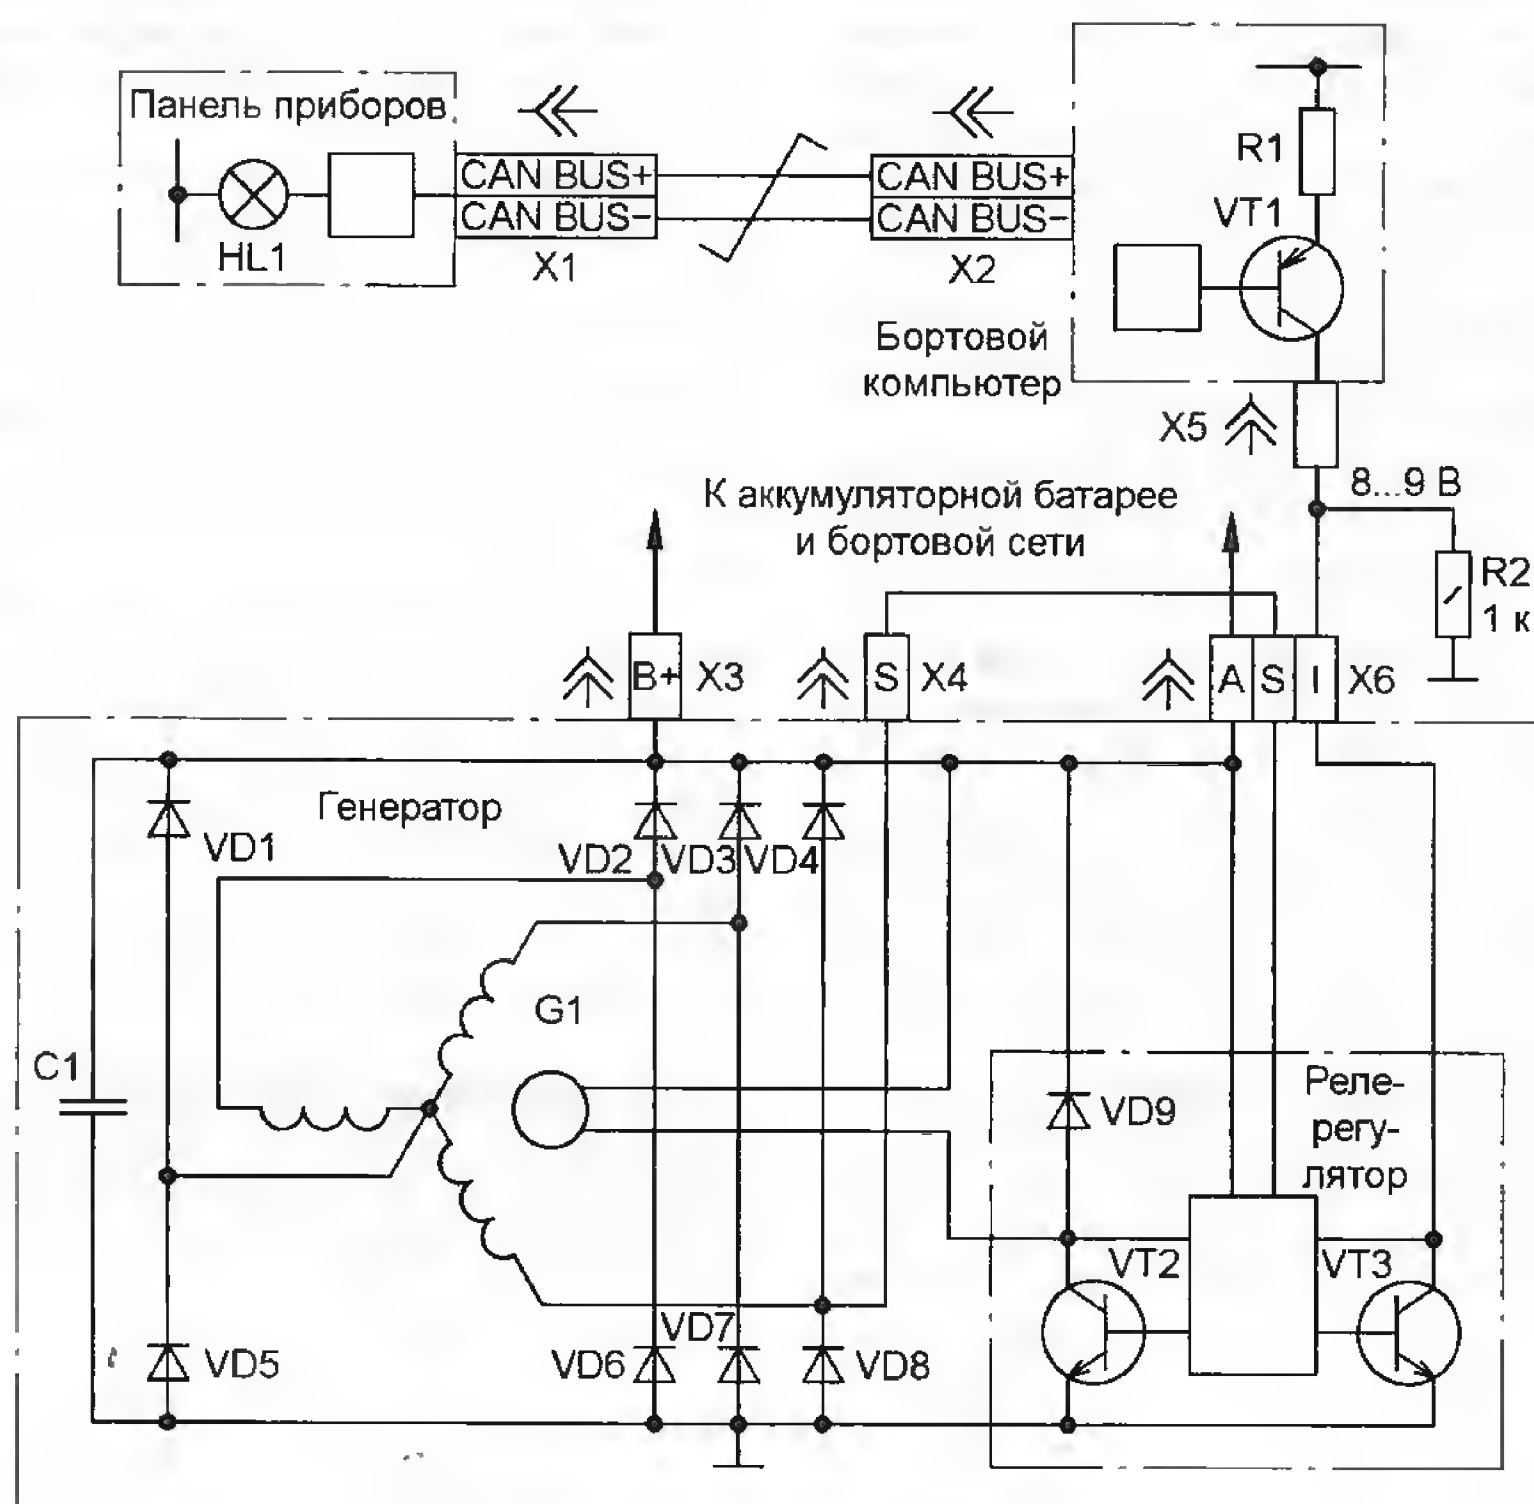 Панель приборов
HL1
CAN BUS+
CAN BUS−
X1
CAN BUS+
CAN BUS−
X2
R1
VT1
Бортовой
компьютер
X5
8...9 В
R2
1 к
К аккумуляторной батарее
и бортовой сети
B+
X3
S
X4
A
S
I
X6
Генератор
VD1
VD2
VD3
VD4
G1
C1
VD9
Реле-
регу-
лятор
VT2
VT3
VD5
VD6
VD7
VD8